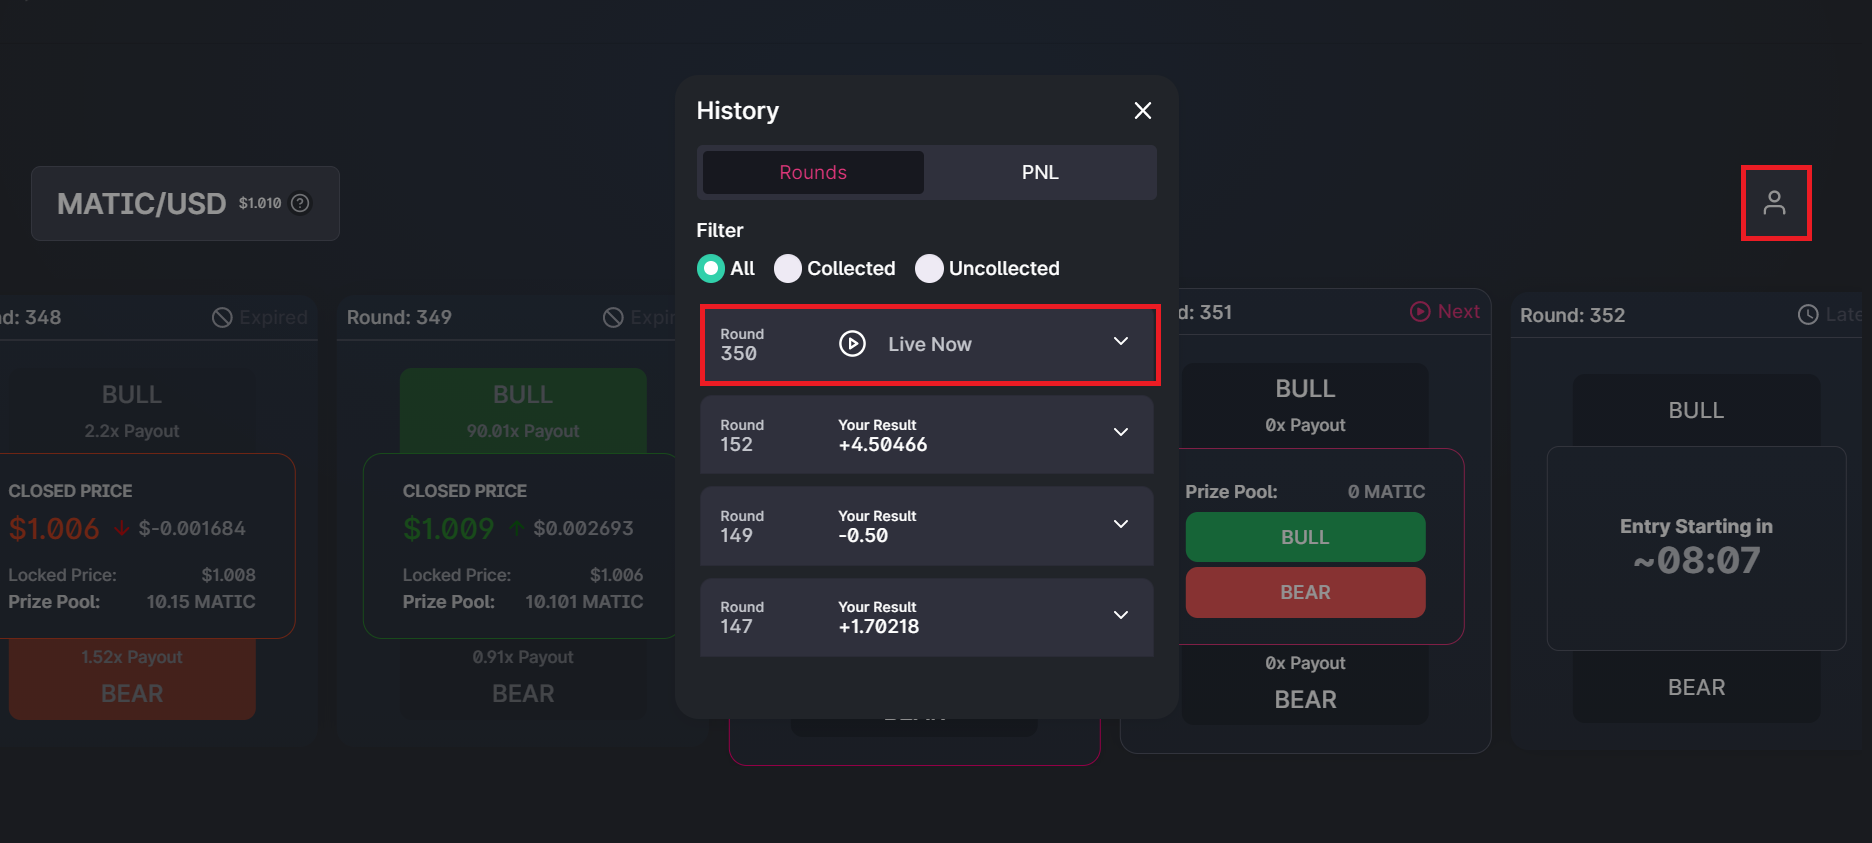 History
Rounds
PNL
MATIC/USD $1.010
Filter
All
Collected
Uncollected
Round
350
Live Now
Round
152
Your Result
+4.50466
Round
149
Your Result
-0.50
Round
147
Your Result
+1.70218
d: 348
Expired
BULL
2.2x Payout
CLOSED PRICE
$1.006 $-0.001684
Locked Price: $1.008
Prize Pool: 10.15 MATIC
1.52x Payout
BEAR
Round: 349
BULL
90.01x Payout
CLOSED PRICE
$1.009 $0.002693
Locked Price: $1.006
Prize Pool: 10.101 MATIC
0.91x Payout
BEAR
d: 351
Next
BULL
0x Payout
Prize Pool: 0 MATIC
BULL
BEAR
0x Payout
BEAR
Round: 352
BULL
Entry Starting in
~08:07
BEAR